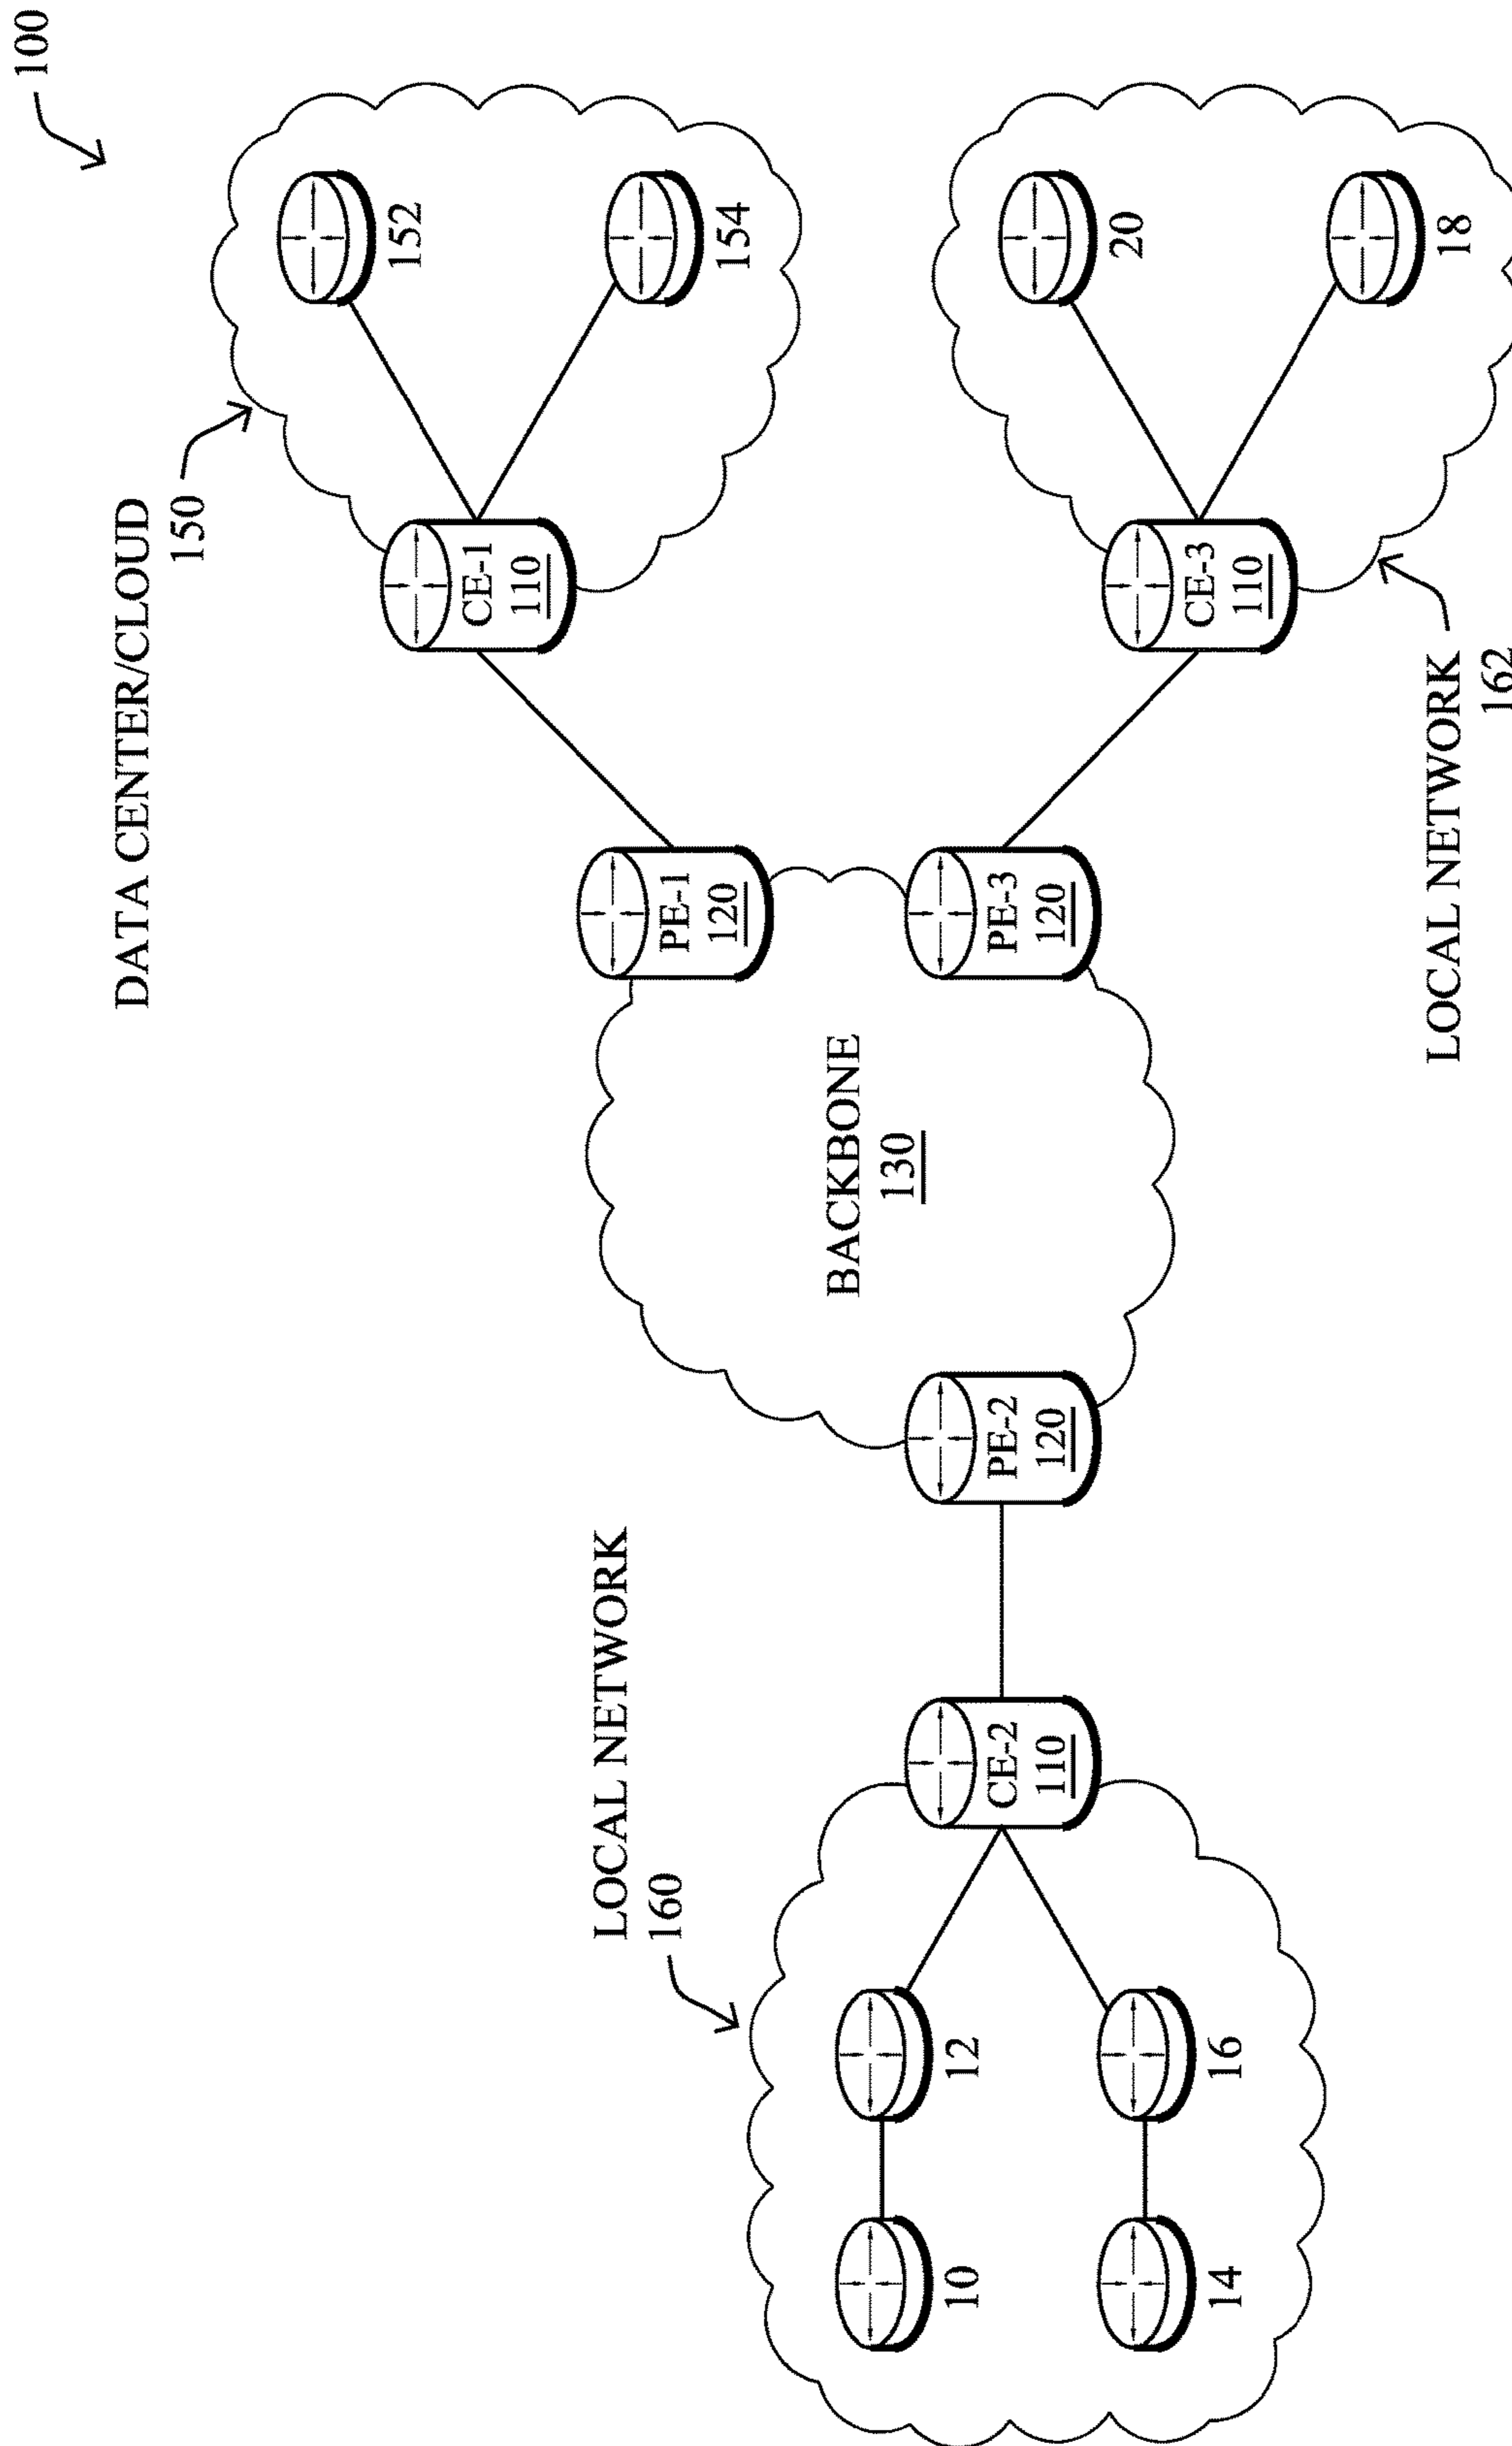 100
DATA CENTER/CLOUD
150
152
154
CE-1
110
LOCAL NETWORK
160
PE-1
120
BACKBONE
130
10
12
CE-2
110
PE-2
120
PE-3
120
14
16
20
CE-3
110
18
LOCAL NETWORK
162